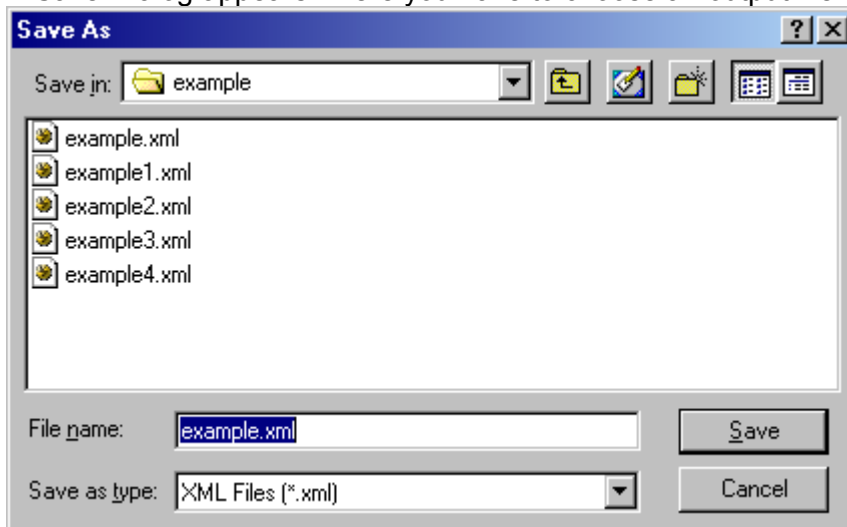 Save As
Save in: example
example.xml
example1.xml
example2.xml
example3.xml
example4.xml
File name: example.xml Save
Save as type: XML Files (*.xml) Cancel